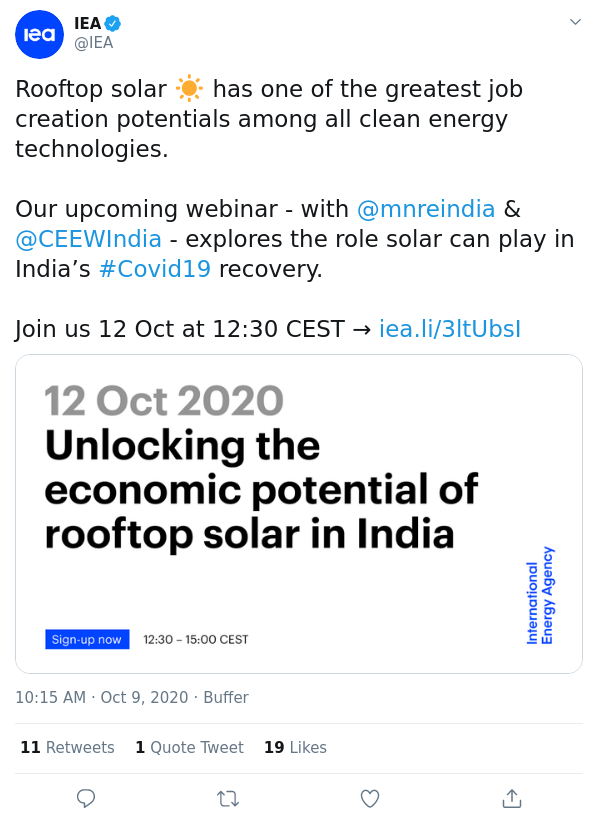 iea
IEA
@IEA
Rooftop solar ☀️ has one of the greatest job
creation potentials among all clean energy
technologies.
Our upcoming webinar - with @mnreindia &
@CEEWIndia - explores the role solar can play in
India’s #Covid19 recovery.
Join us 12 Oct at 12:30 CEST → iea.li/3ltUbsI
12 Oct 2020
Unlocking the
economic potential of
rooftop solar in India
International
Energy Agency
Sign-up now 12:30 – 15:00 CEST
10:15 AM · Oct 9, 2020 · Buffer
11 Retweets 1 Quote Tweet 19 Likes